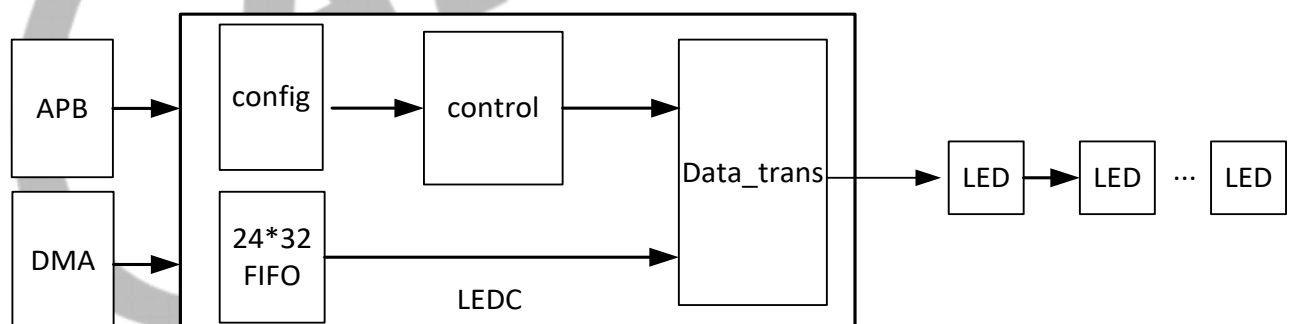 APB
config
control
Data_trans
LED
LED
...
LED
DMA
24*32
FIFO
LEDC